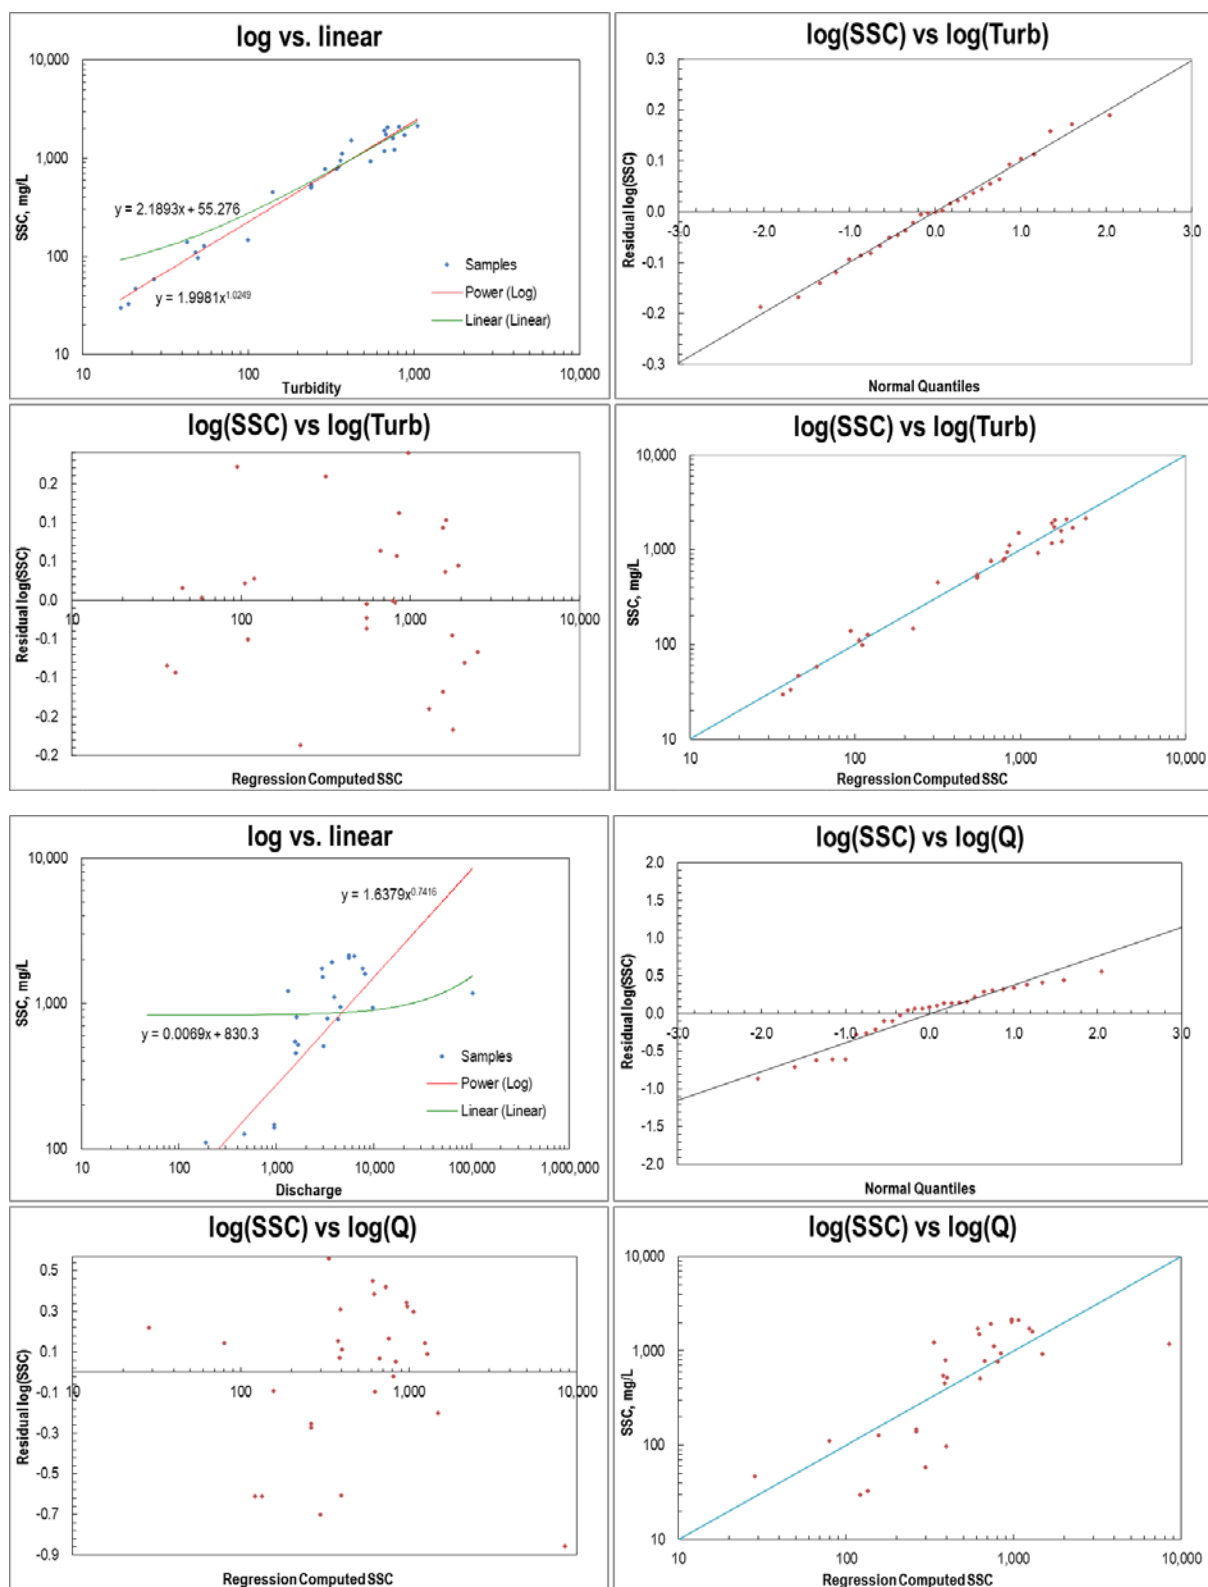 log vs. linear
10,000
1,000
100
10
SSC, mg/L
y = 2.1893x + 55.276
y = 1.9981x^1.0249
Samples
Power (Log)
Linear (Linear)
10 100 1,000 10,000
Turbidity
log(SSC) vs log(Turb)
0.3
0.2
0.1
0.0
-0.1
-0.2
-0.3
Residual log(SSC)
-3.0 -2.0 -1.0 0.0 1.0 2.0 3.0
Normal Quantiles
log(SSC) vs log(Turb)
0.2
0.1
0.1
0.0
-0.1
-0.1
-0.2
-0.2
Residual log(SSC)
10 100 1,000 10,000
Regression Computed SSC
log(SSC) vs log(Turb)
10,000
1,000
100
10
SSC, mg/L
10 100 1,000 10,000
Regression Computed SSC
log vs. linear
10,000
1,000
100
SSC, mg/L
y = 1.6379x^0.7416
y = 0.0069x + 830.3
Samples
Power (Log)
Linear (Linear)
10 100 1,000 10,000 100,000 1,000,000
Discharge
log(SSC) vs log(Q)
2.0
1.5
1.0
0.5
0.0
-0.5
-1.0
-1.5
-2.0
Residual log(SSC)
-3.0 -2.0 -1.0 0.0 1.0 2.0 3.0
Normal Quantiles
log(SSC) vs log(Q)
0.5
0.3
0.1
-0.1
-0.3
-0.5
-0.7
-0.9
Residual log(SSC)
10 100 1,000 10,000
Regression Computed SSC
log(SSC) vs log(Q)
10,000
1,000
100
10
SSC, mg/L
10 100 1,000 10,000
Regression Computed SSC